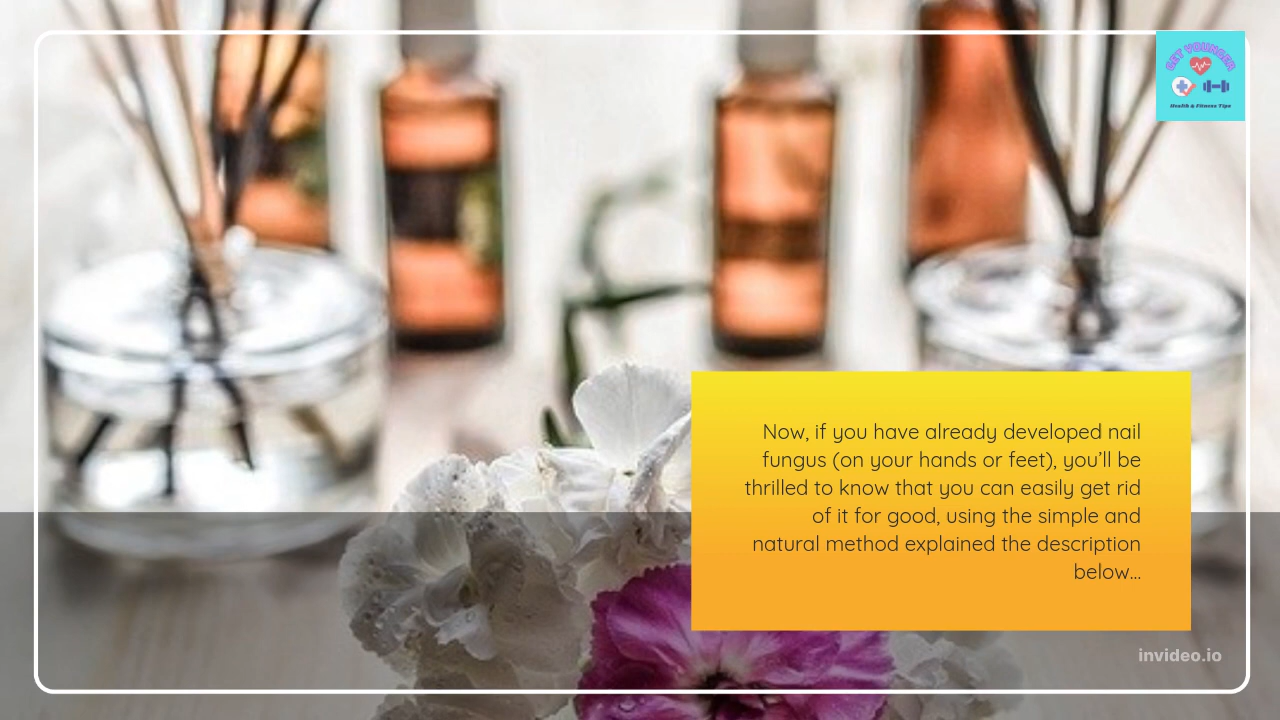 GET YOUNGER
Health & Fitness Tips
Now, if you have already developed nail
fungus (on your hands or feet), you’ll be
thrilled to know that you can easily get rid
of it for good, using the simple and
natural method explained the description
below...
invideo.io